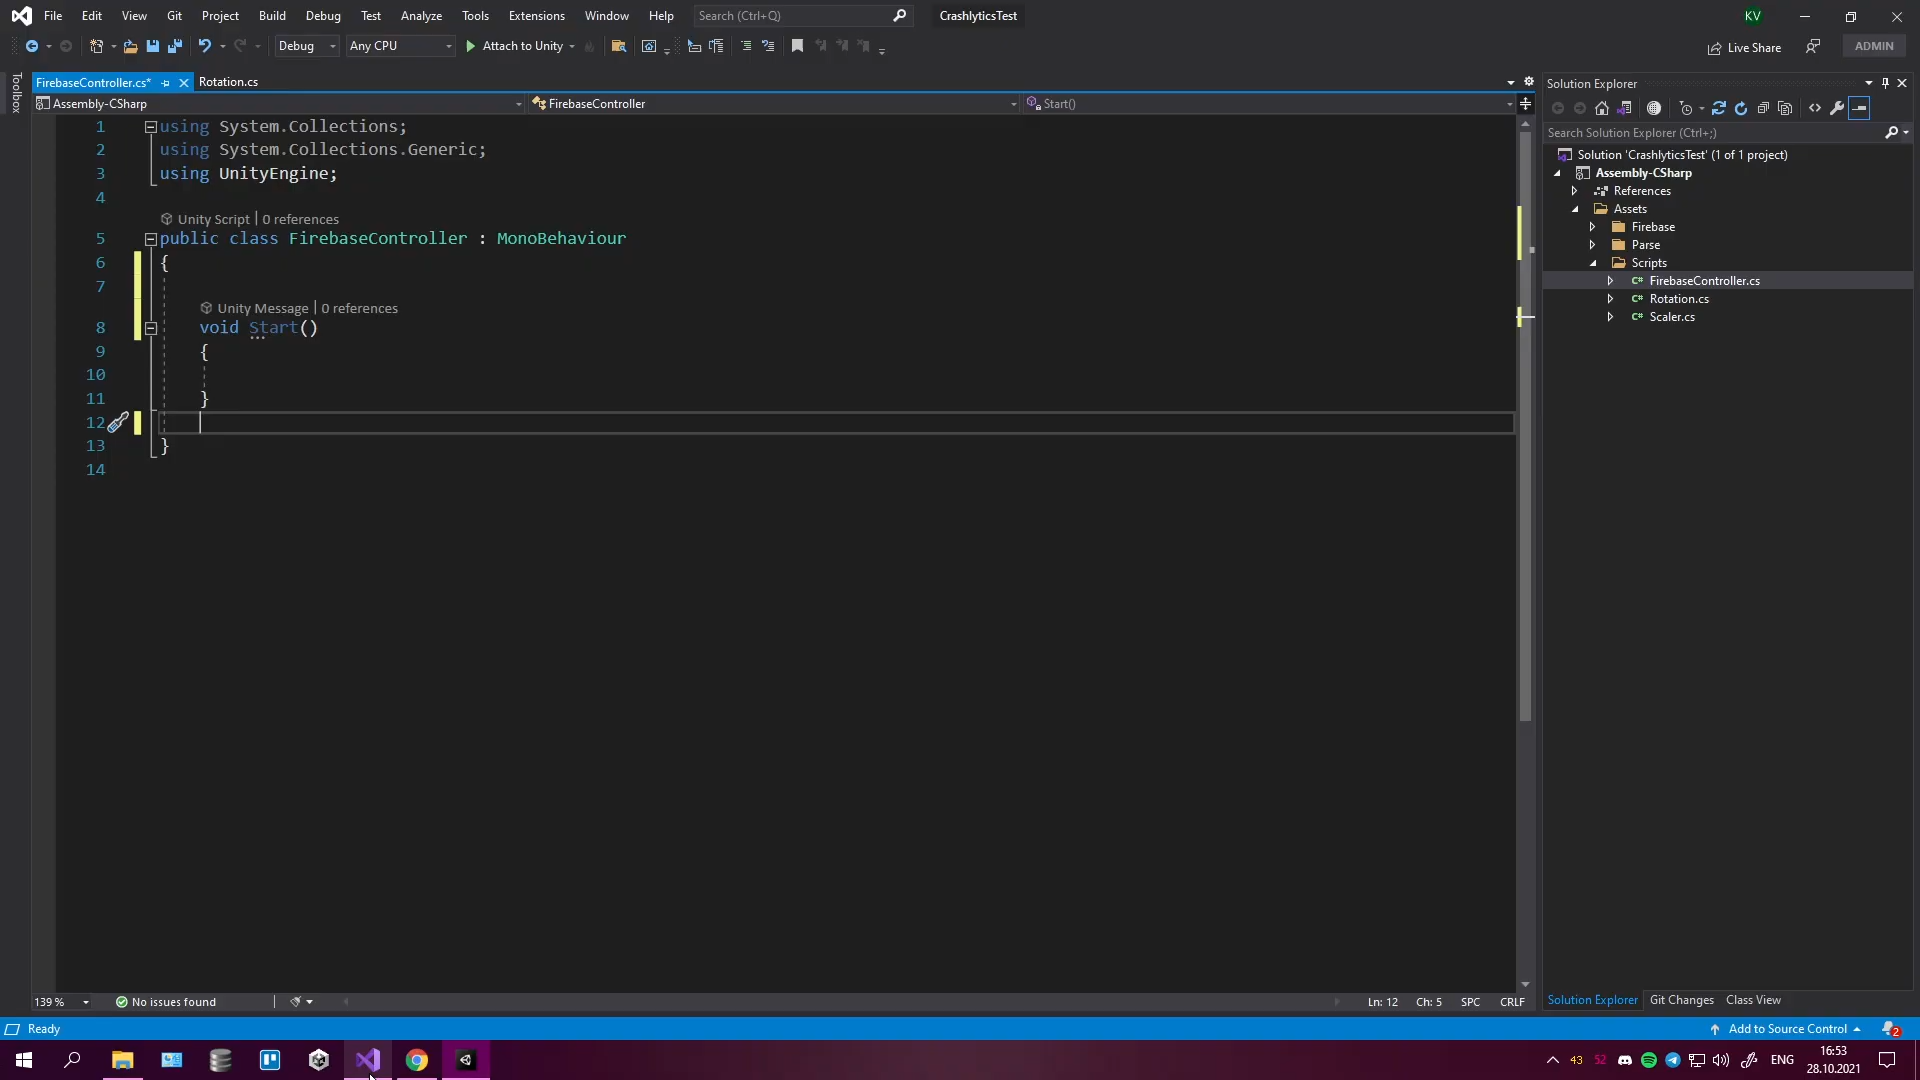 File Edit View Git Project Build Debug Test Analyze Tools Extensions Window Help Search (Ctrl+Q) CrashlyticsTest KV
Debug Any CPU Attach to Unity Live Share ADMIN
Toolbox
FirebaseController.cs* Rotation.cs
Assembly-CSharp FirebaseController Start()
1 using System.Collections;
2 using System.Collections.Generic;
3 using UnityEngine;
4
Unity Script | 0 references
5 public class FirebaseController : MonoBehaviour
6 {
7
Unity Message | 0 references
8 void Start()
9 {
10
11 }
12
13 }
14
139 % No issues found Ln: 12 Ch: 5 SPC CRLF
Solution Explorer
Search Solution Explorer (Ctrl+;)
Solution 'CrashlyticsTest' (1 of 1 project)
Assembly-CSharp
References
Assets
Firebase
Parse
Scripts
C# FirebaseController.cs
C# Rotation.cs
C# Scaler.cs
Solution Explorer Git Changes Class View
Ready Add to Source Control 2
43 52 ENG 16:53
28.10.2021